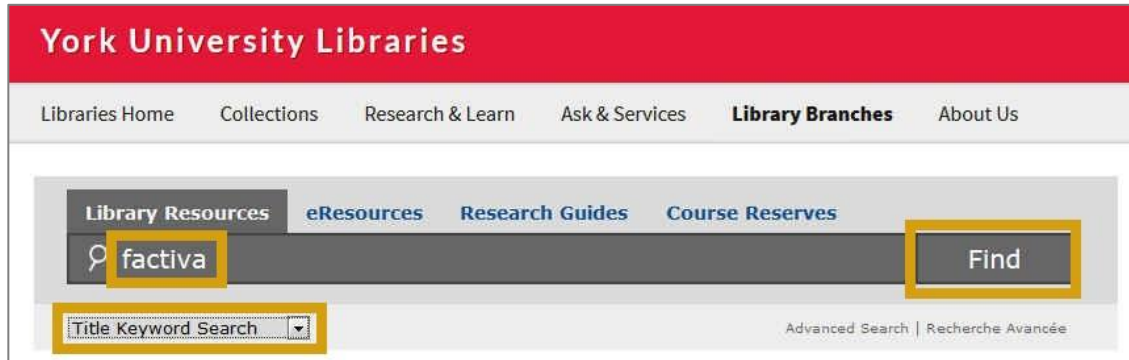 York University Libraries
Libraries Home Collections Research & Learn Ask & Services Library Branches About Us
Library Resources eResources Research Guides Course Reserves
factiva Find
Title Keyword Search Advanced Search | Recherche Avancée